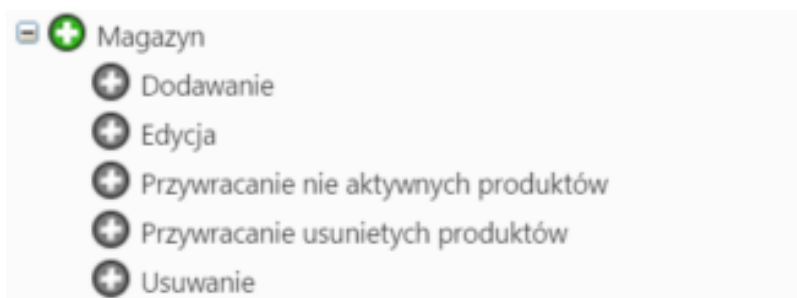 Magazyn
Dodawanie
Edycja
Przywracanie nie aktywnych produktów
Przywracanie usunietych produktów
Usuwanie